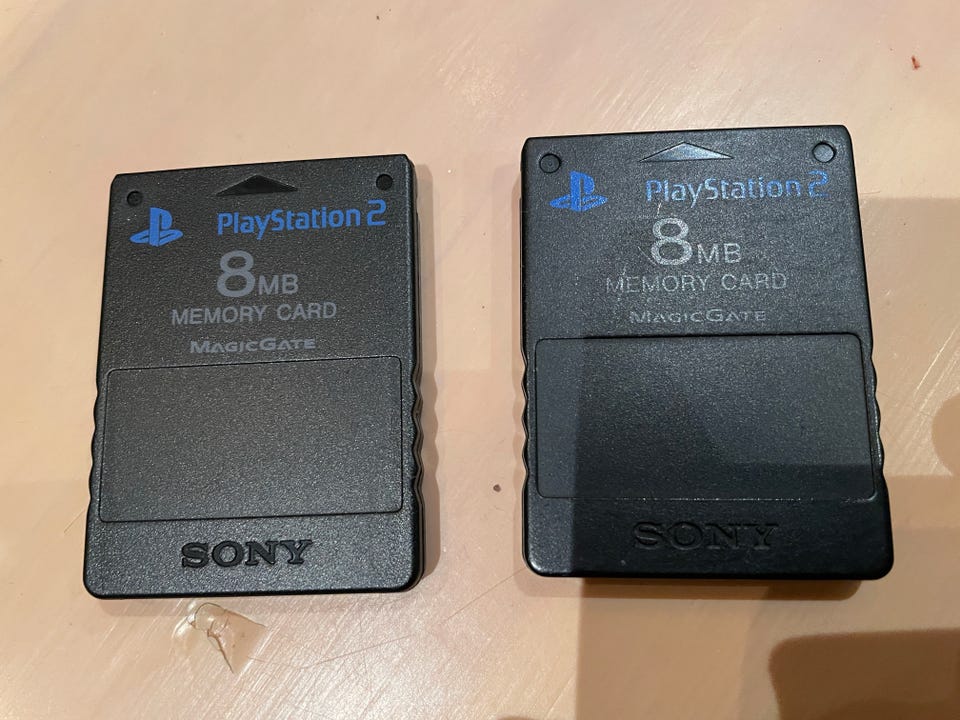 PlayStation 2
8MB
MEMORY CARD
MAGICGATE
SONY
PlayStation 2
8MB
MEMORY CARD
MAGICGATE
SONY